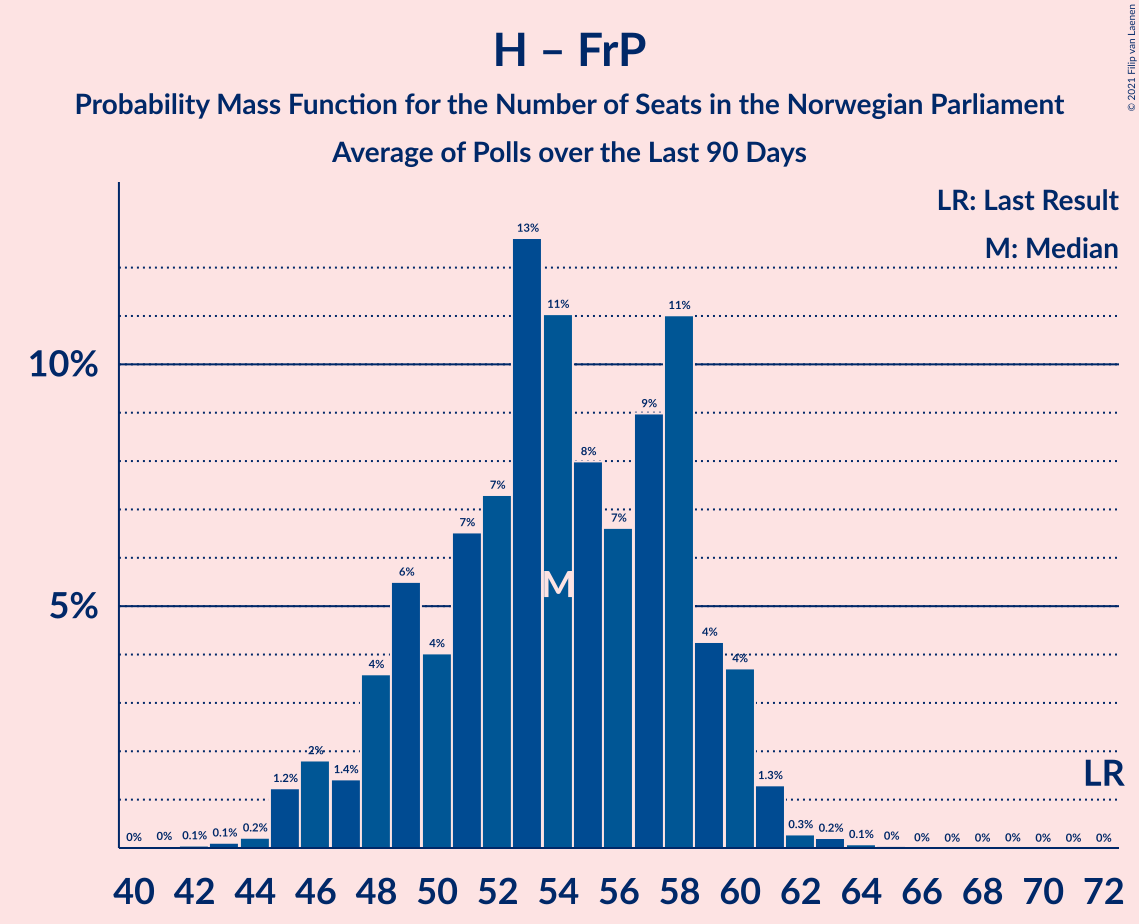 H – FrP
Probability Mass Function for the Number of Seats in the Norwegian Parliament
Average of Polls over the Last 90 Days
© 2021 Filip van Laenen
LR: Last Result
M: Median
10%
5%
0% 0% 0.1% 0.1% 0.2% 1.2% 2% 1.4% 4% 6% 4% 7% 7% 13% 11% 8% 7% 9% 11% 4% 4% 1.3% 0.3% 0.2% 0.1% 0% 0% 0% 0% 0% 0% 0% 0%
M
LR
40 42 44 46 48 50 52 54 56 58 60 62 64 66 68 70 72